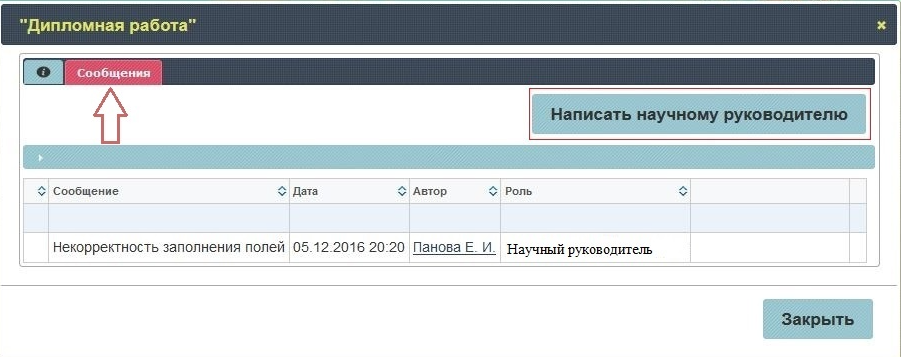 "Дипломная работа"
Сообщения
Написать научному руководителю
Сообщение Дата Автор Роль
Некорректность заполнения полей 05.12.2016 20:20 Панова Е. И. Научный руководитель
Закрыть